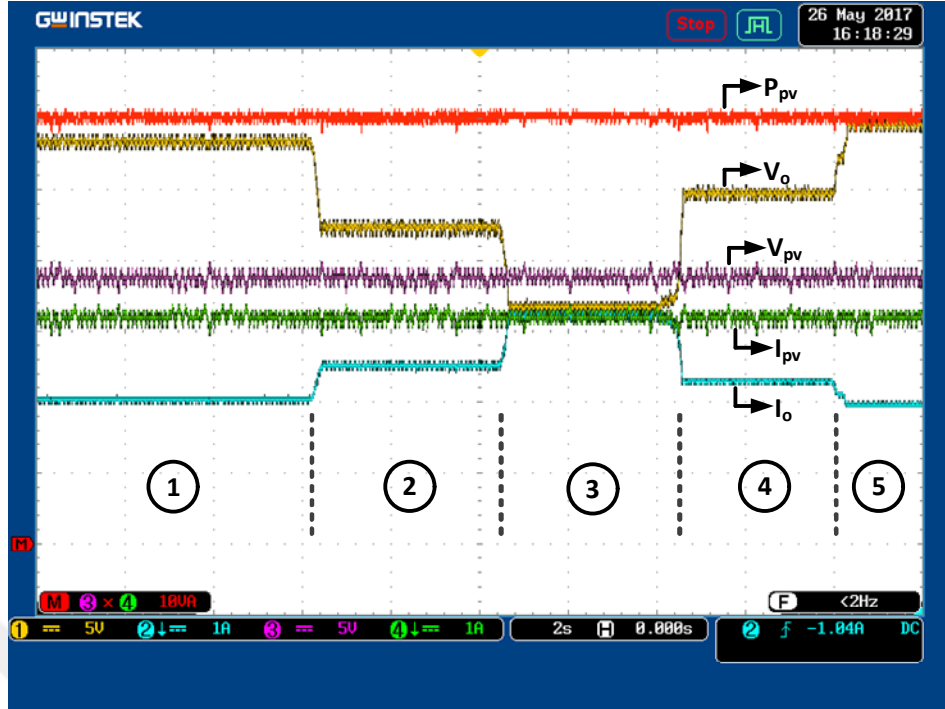 GWINSTEK
Stop
26 May 2017
16:18:29
Ppv
Vo
Vpv
Ipv
Io
1 2 3 4 5
M
M 3 × 4 10VA
F <2Hz
1 5V 2 1A 3 5V 4 1A 2s H 0.000s 2 -1.04A DC